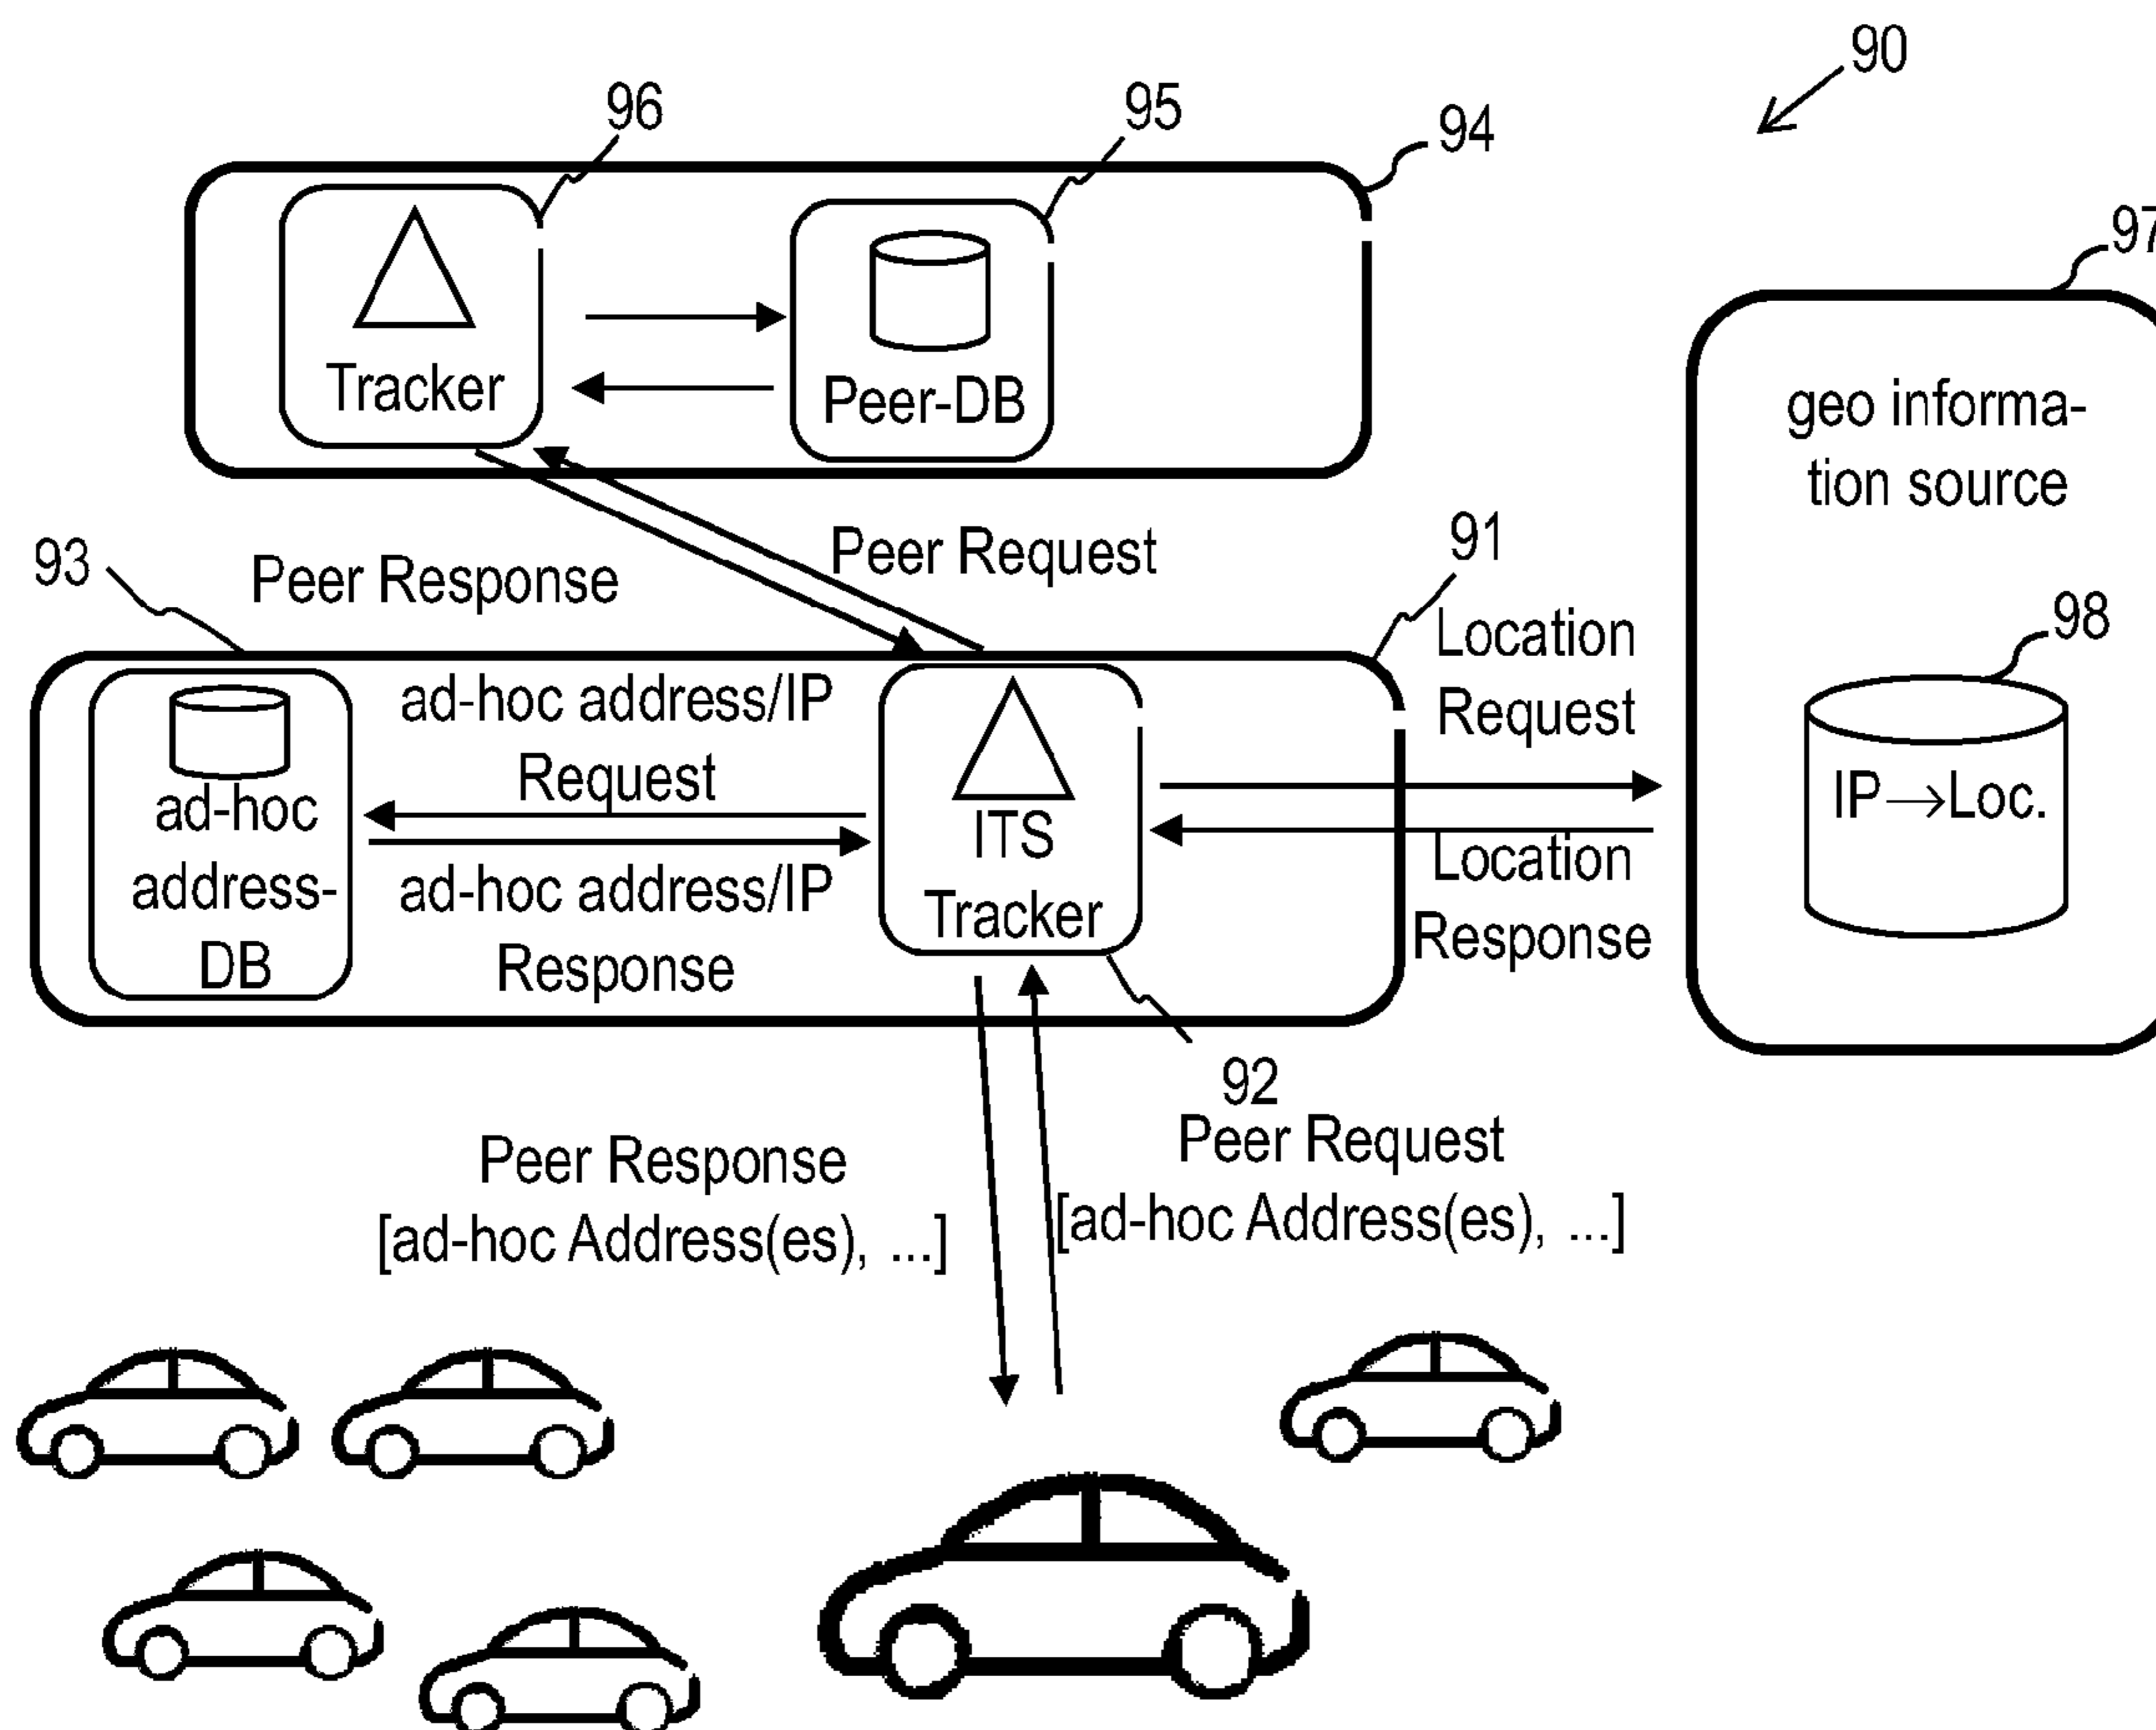 90
96
95
94
97
Tracker
Peer-DB
geo informa-
tion source
Peer Request
Peer Response
93
91
98
Location
Request
ad-hoc address/IP
Request
ad-hoc
address-
DB
ad-hoc address/IP
Response
ITS
Tracker
IP→Loc.
Location
Response
92
Peer Response
[ad-hoc Address(es), ...]
Peer Request
[ad-hoc Address(es), ...]